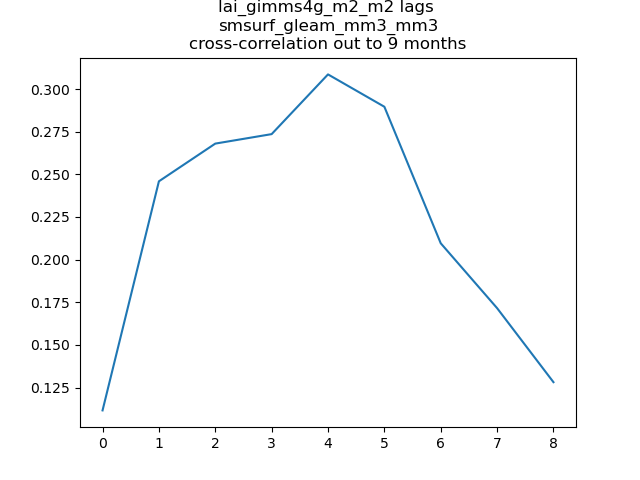 lai_gimms4g_m2_m2 lags
smsurf_gleam_mm3_mm3
cross-correlation out to 9 months
0.300
0.275
0.250
0.225
0.200
0.175
0.150
0.125
0 1 2 3 4 5 6 7 8